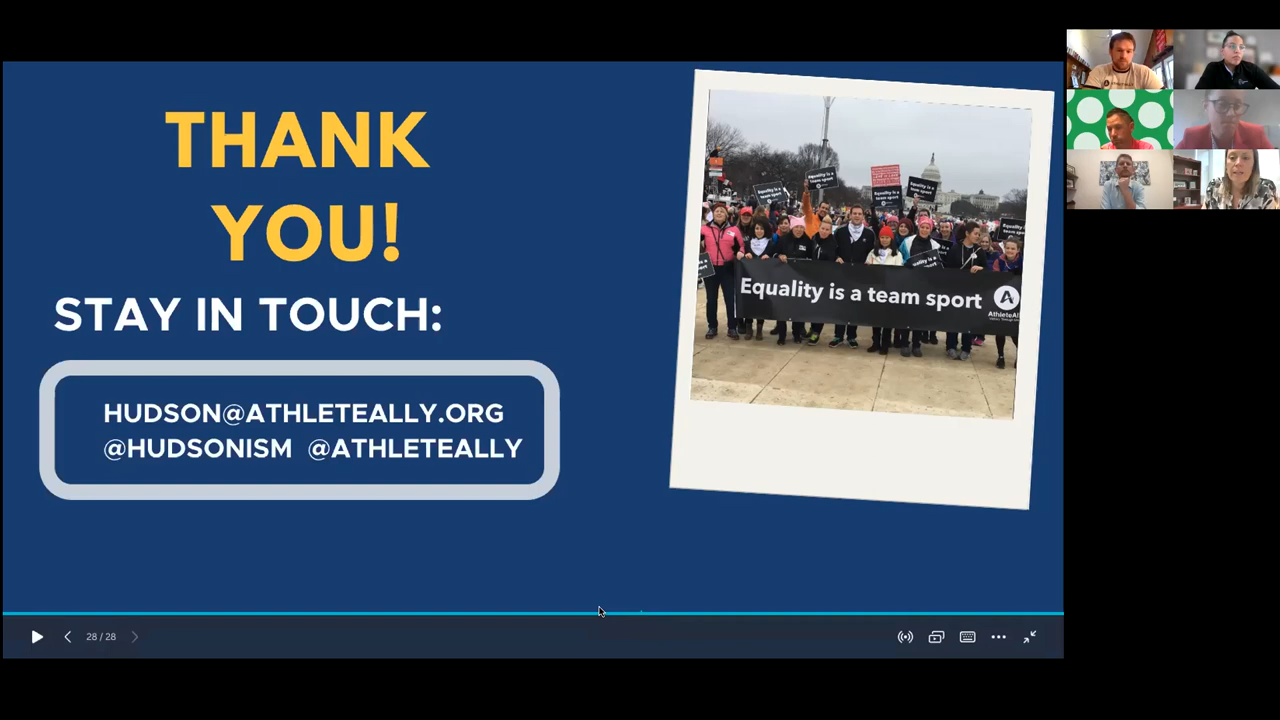 THANK
YOU!
STAY IN TOUCH:
HUDSON@ATHLETEALLY.ORG
@HUDSONISM @ATHLETEALLY
Equality is a team sport
28 / 28